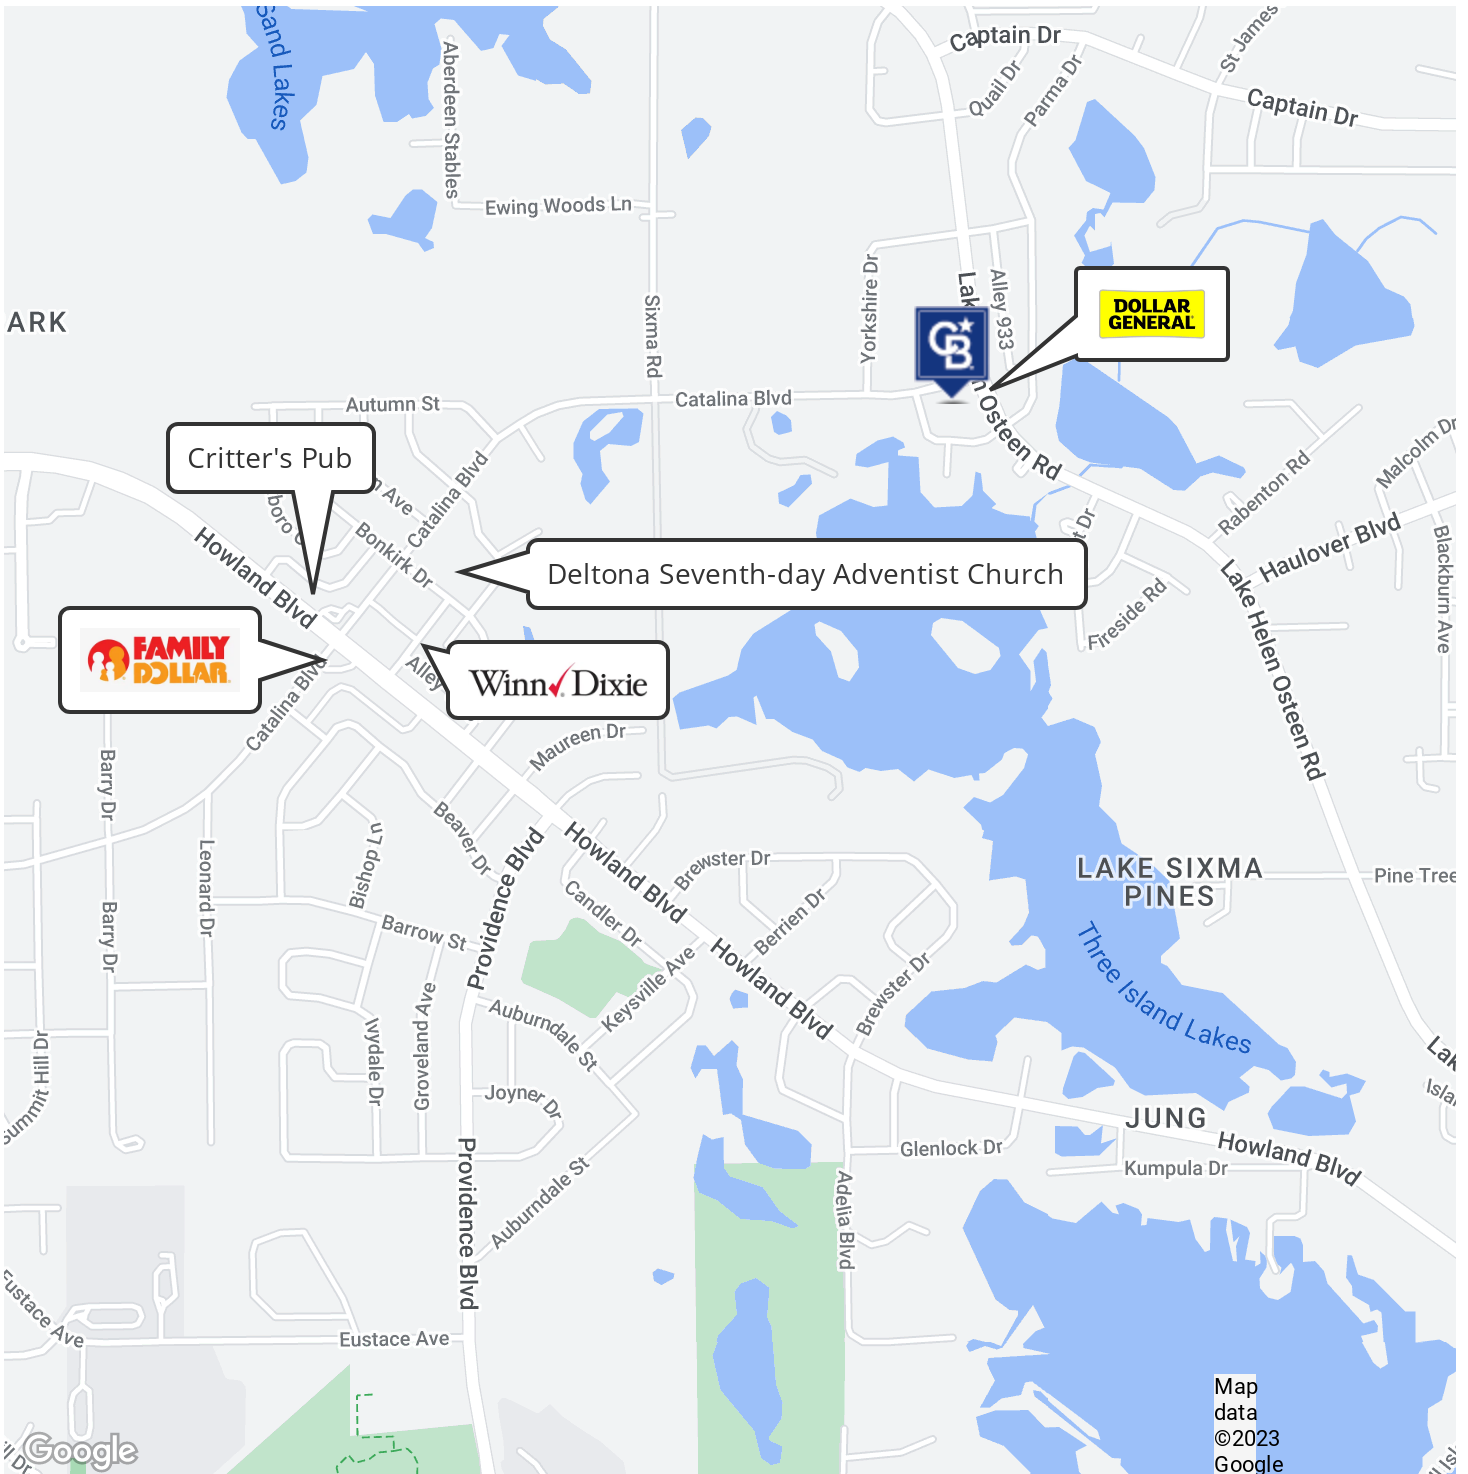 Sand Lakes
Aberdeen Stables
Captain Dr
St James
Quail Dr
Parma Dr
Captain Dr
Ewing Woods Ln
Yorkshire Dr
Alley 933
Sixma Rd
ARK
DOLLAR
GENERAL
CB
Osteen Rd
Autumn St
Catalina Blvd
Critter's Pub
Catalina Blvd
Bonkirk Dr
Malcolm Dr
Rabenton Rd
Haulover Blvd
Blackburn Ave
Howland Blvd
Deltona Seventh-day Adventist Church
Fireside Rd
Lake Helen Osteen Rd
FAMILY
DOLLAR
Winn Dixie
Alley
Catalina Blvd
Maureen Dr
Barry Dr
Beaver Dr
Bishop Ln
Leonard Dr
Providence Blvd
Howland Blvd
Brewster Dr
LAKE SIXMA
PINES
Pine Tree
Candler Dr
Berrien Dr
Barry Dr
Barrow St
Keysville Ave
Howland Blvd
Brewster Dr
Three Island Lakes
Auburndale St
Groveland Ave
Ivydale Dr
Summit Hill Dr
Joyner Dr
JUNG
Howland Blvd
Glenlock Dr
Kumpula Dr
Providence Blvd
Auburndale St
Adelia Blvd
Eustace Ave
Eustace Ave
Map
data
©2023
Google
Google